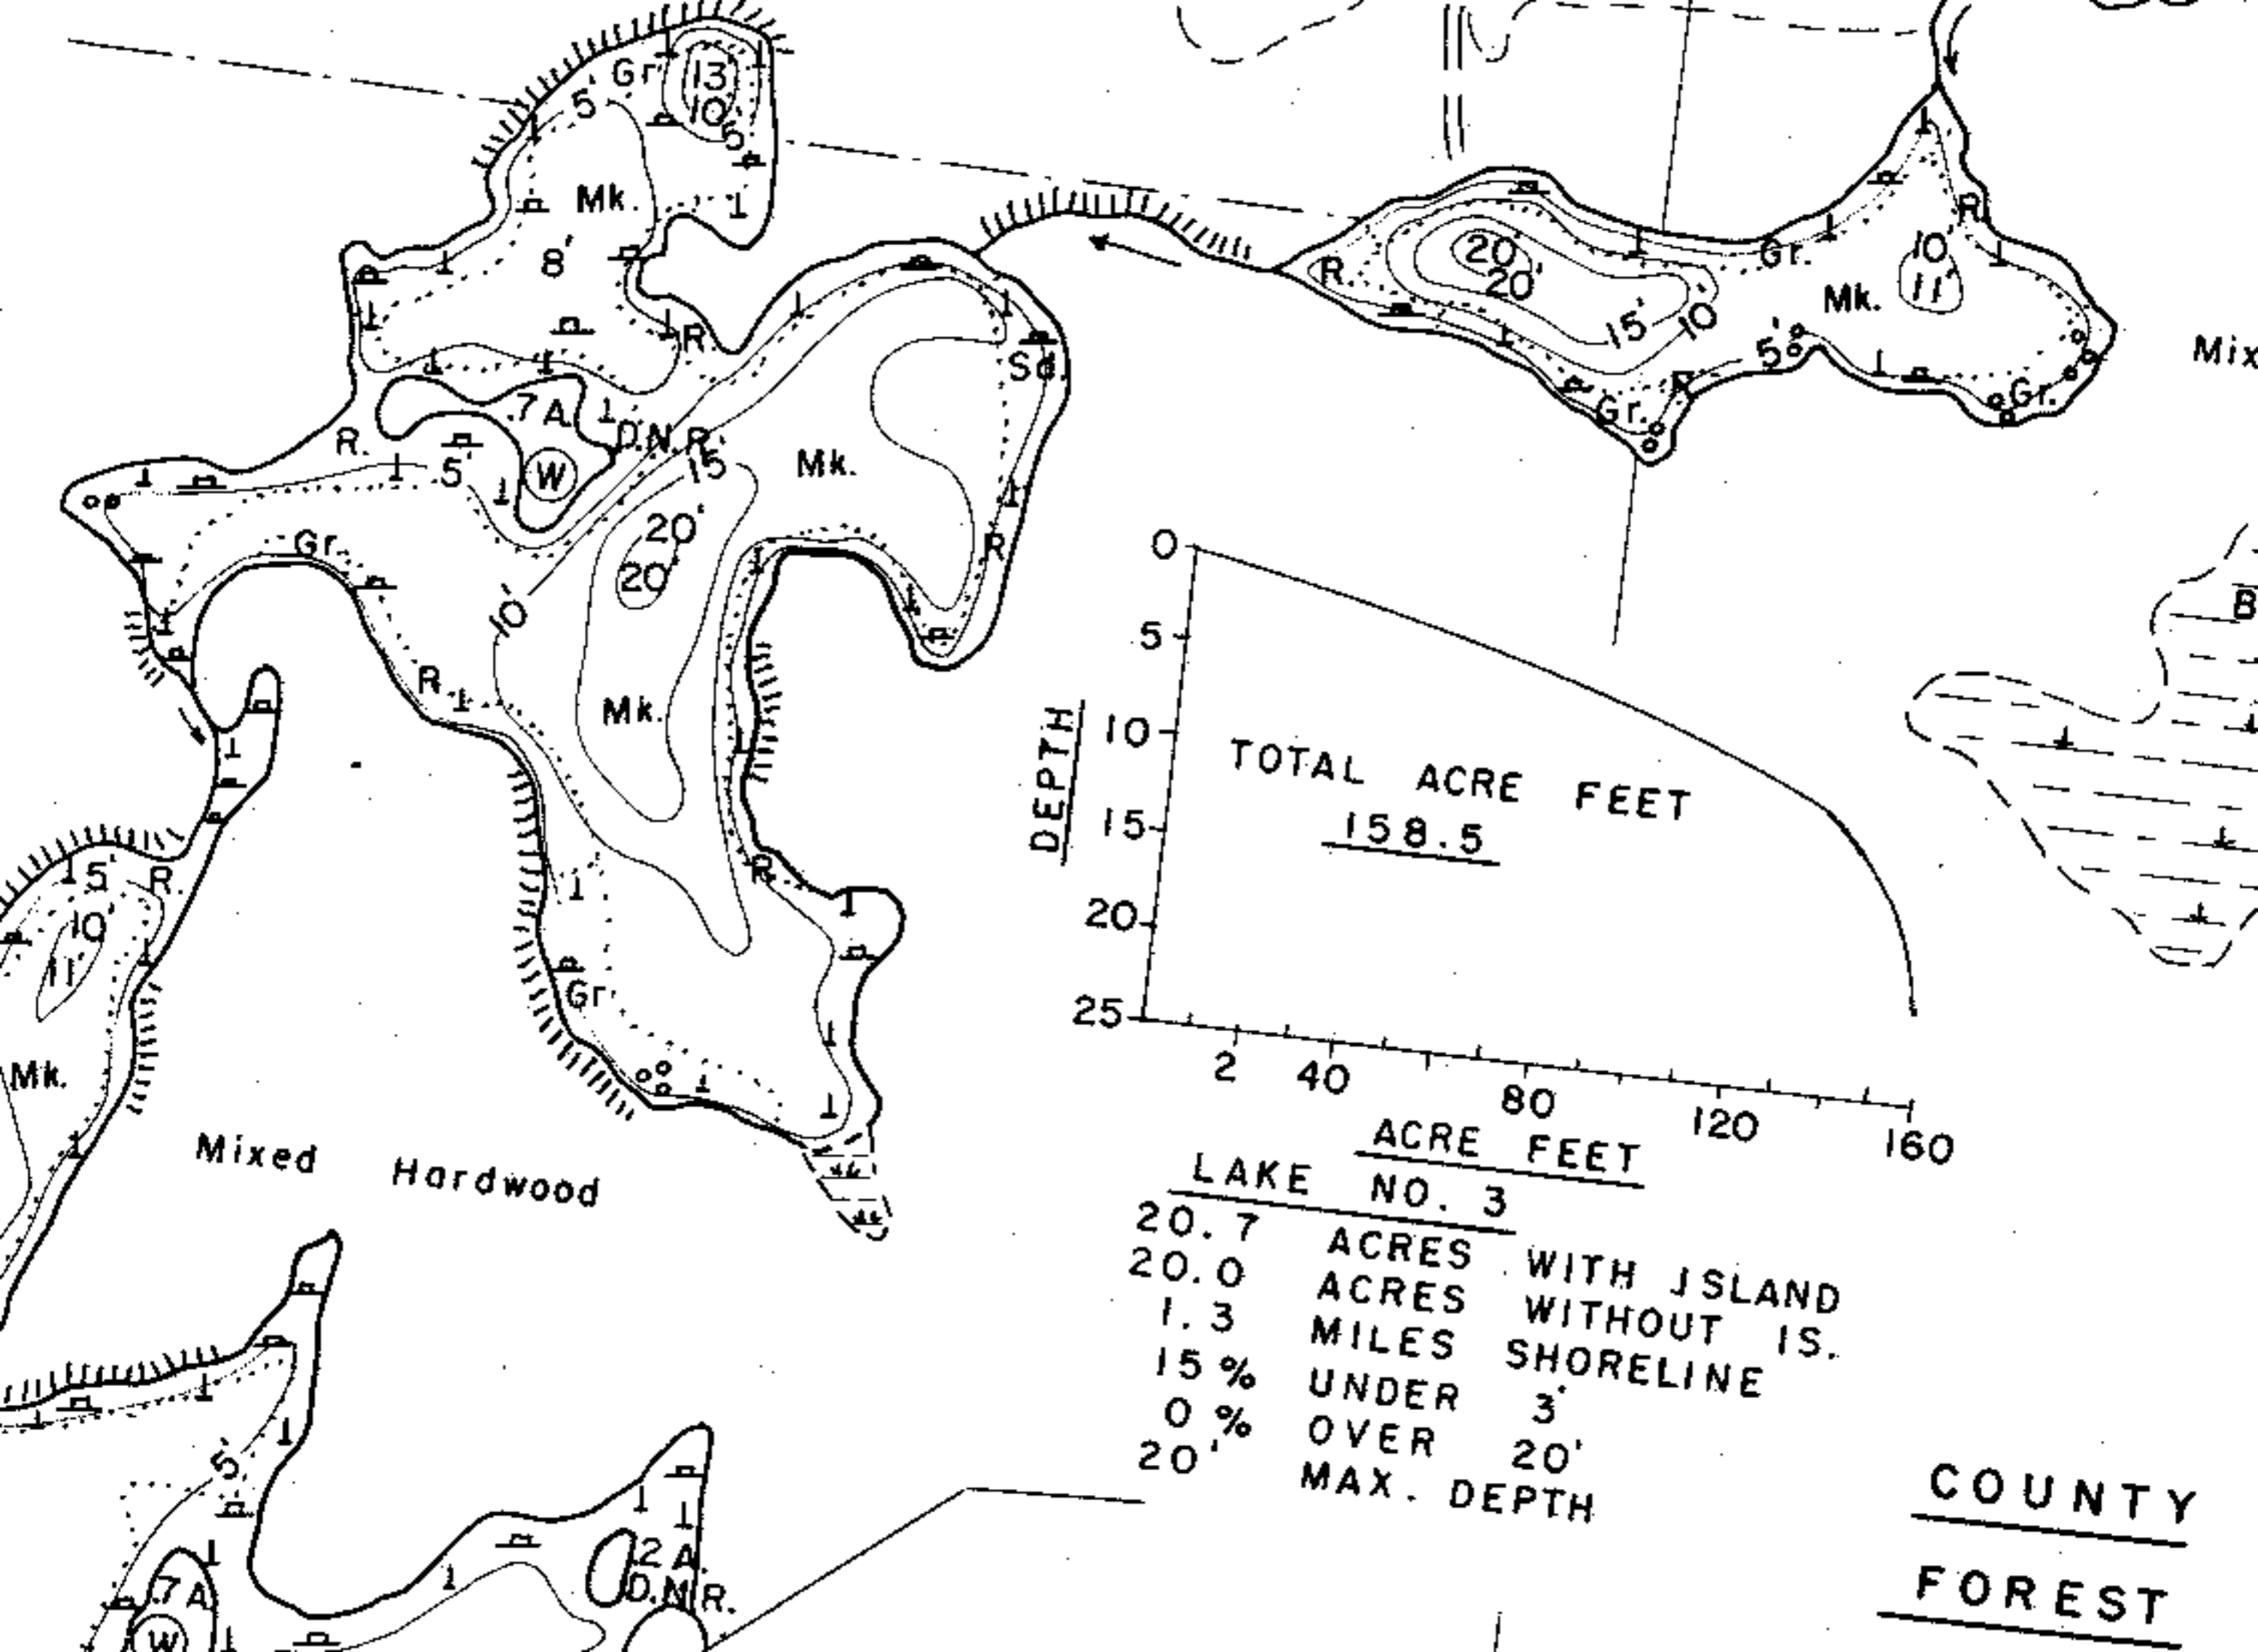 13'
Gr.
10'
5'
5'
Mk.
8'
R
R
Gr.
20'
20'
10'
R.
11'
15'
10
Mk.
5'
Mix
Sd.
R
Gr.
Gr.
.7 A.
D.N.R.
R.
15'
5'
W
Mk.
20'
20'
Gr.
R
10'
R.
Mk.
B
0
5
10
15
20
25
DEPTH
TOTAL ACRE FEET
158.5
2 40 80 120 160
ACRE FEET
15'
R.
R.
10'
11'
Gr.
Mk.
Mixed Hardwood
LAKE NO. 3
20.7 ACRES WITH ISLAND
20.0 ACRES WITHOUT IS.
1.3 MILES SHORELINE
15% UNDER 3'
0% OVER 20'
20' MAX. DEPTH
5'
.2 A.
D.N.R.
.7 A
W
COUNTY
FOREST